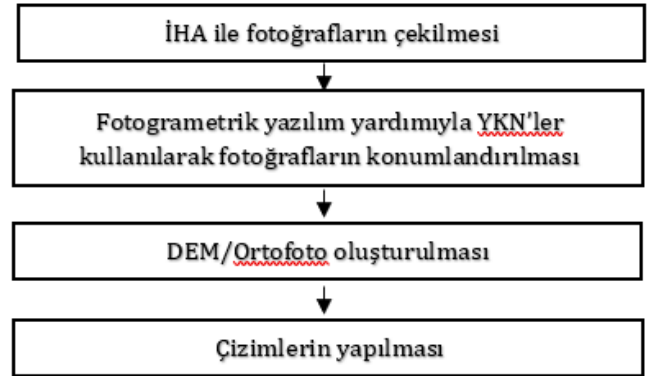 İHA ile fotoğrafların çekilmesi
Fotogrametrik yazılım yardımıyla YKN'ler
kullanılarak fotoğrafların konumlandırılması
DEM/Ortofoto oluşturulması
Çizimlerin yapılması